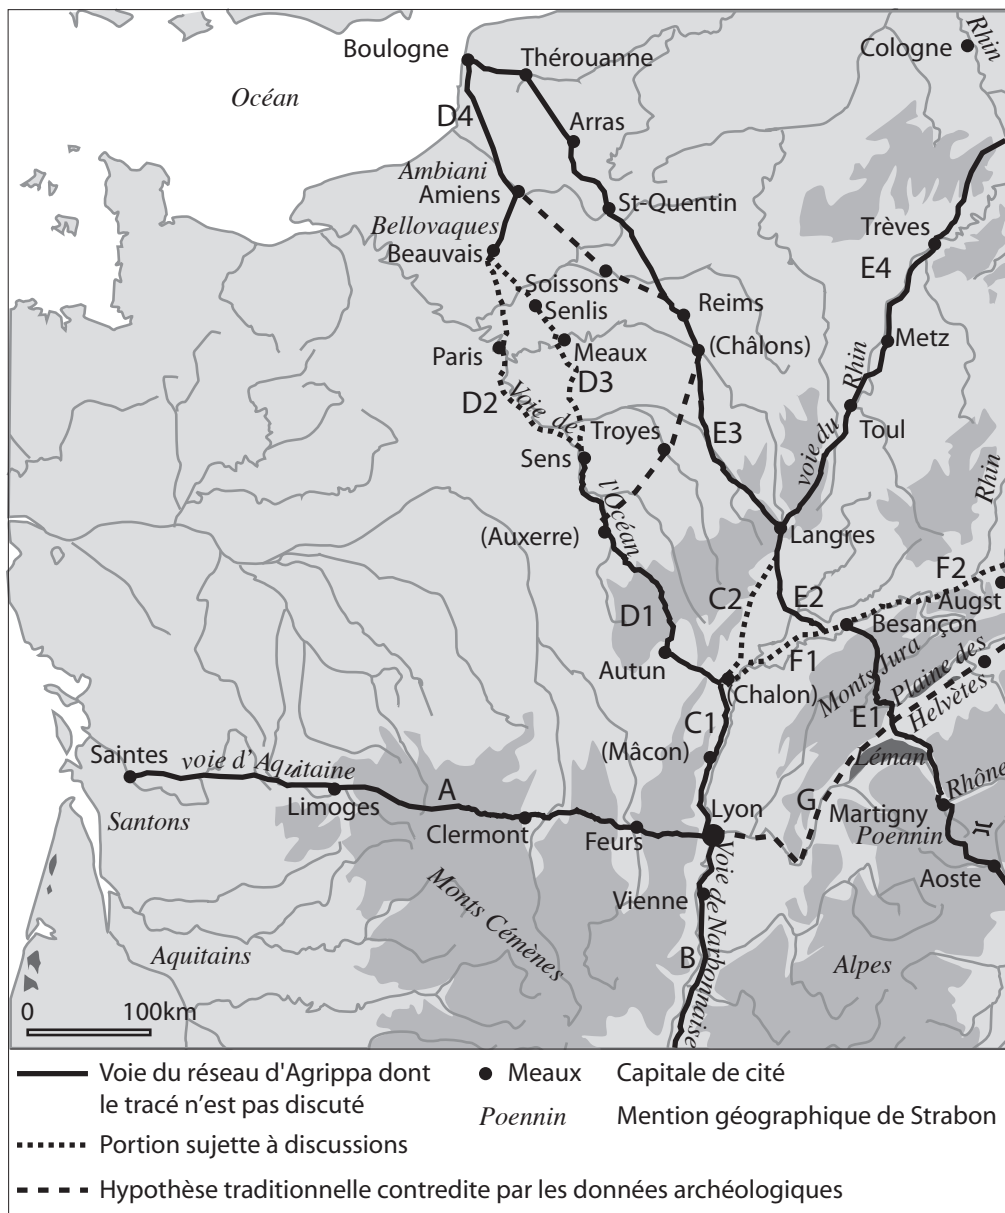 Boulogne
Thérouanne
Cologne
Rhin
Océan
D4
Arras
Ambiani
Amiens
St-Quentin
Bellovaques
Beauvais
Trèves
E4
Soissons
Senlis
Reims
Paris
Meaux
(Châlons)
Metz
Rhin
D2
Voie de
D3
Troyes
E3
voie du
Toul
Sens
l'Océan
Rhin
(Auxerre)
Langres
F2
C2
E2
Augst
D1
Besançon
Autun
F1
Monts Jura
Plaine des
(Chalon)
Helvètes
C1
E1
Saintes
voie d'Aquitaine
(Mâcon)
Léman
A
Limoges
G
Rhône
Santons
Clermont
Feurs
Lyon
Martigny
Poennin
Aoste
Monts Cémènes
Vienne
Voie de Narbonnaise
Aquitains
B
Alpes
0
100km
Voie du réseau d'Agrippa dont
le tracé n'est pas discuté
Meaux
Capitale de cité
Poennin
Mention géographique de Strabon
Portion sujette à discussions
Hypothèse traditionnelle contredite par les données archéologiques